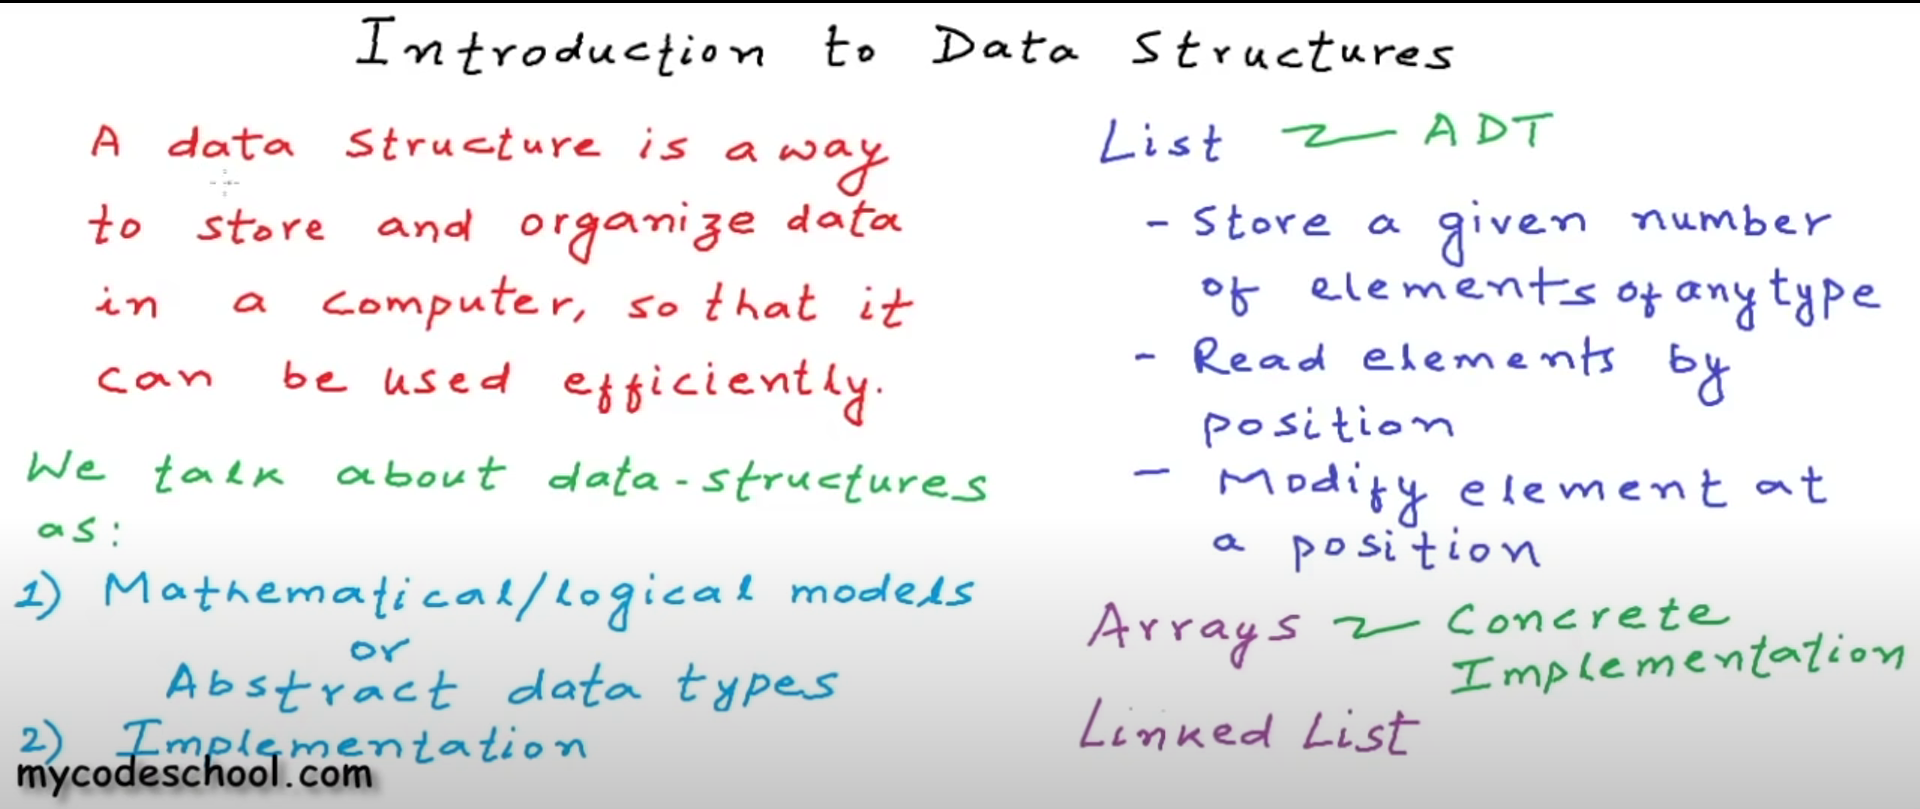 Introduction to Data Structures
A data structure is a way
to store and organize data
in a computer, so that it
can be used efficiently.
We talk about data-structures
as:
1) Mathematical/logical models
or
Abstract data types
2) Implementation
mycodeschool.com
List ADT
- Store a given number
of elements of any type
- Read elements by
position
- Modify element at
a position
Arrays Concrete
Implementation
Linked List